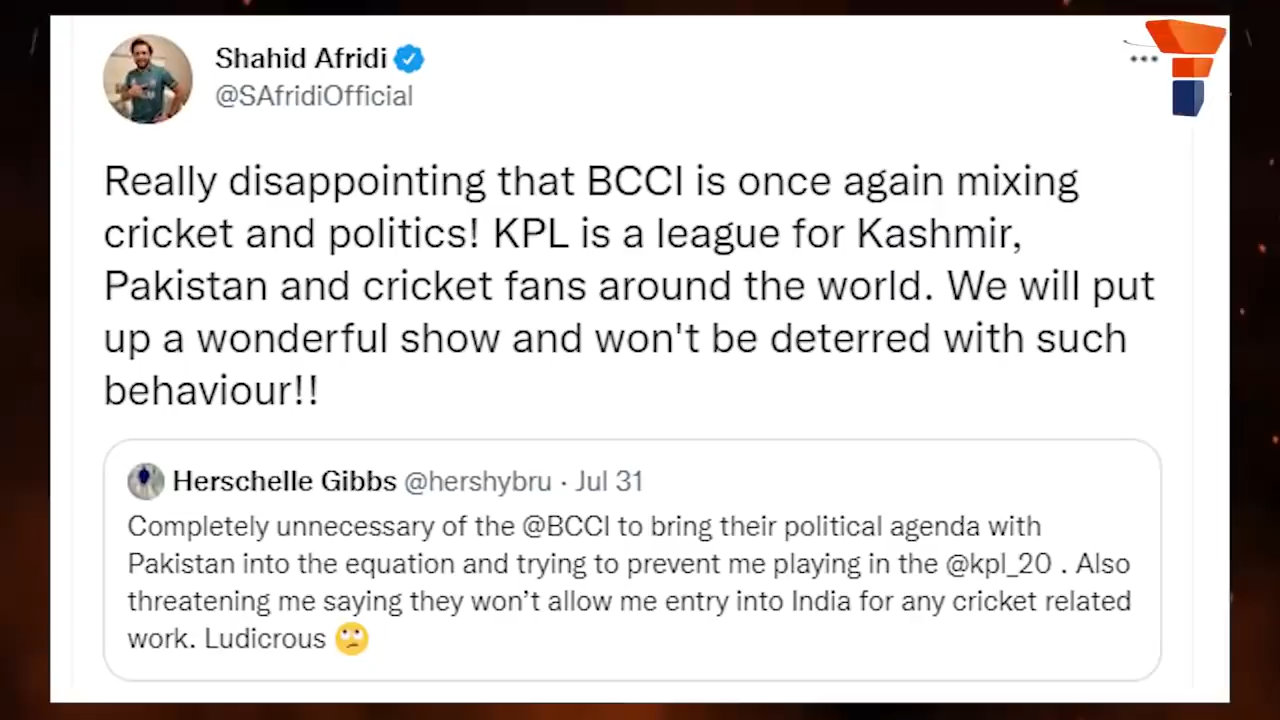 Shahid Afridi
@SAfridiOfficial
Really disappointing that BCCI is once again mixing
cricket and politics! KPL is a league for Kashmir,
Pakistan and cricket fans around the world. We will put
up a wonderful show and won't be deterred with such
behaviour!!
Herschelle Gibbs @hershybru · Jul 31
Completely unnecessary of the @BCCI to bring their political agenda with
Pakistan into the equation and trying to prevent me playing in the @kpl_20 . Also
threatening me saying they won’t allow me entry into India for any cricket related
work. Ludicrous 🙄